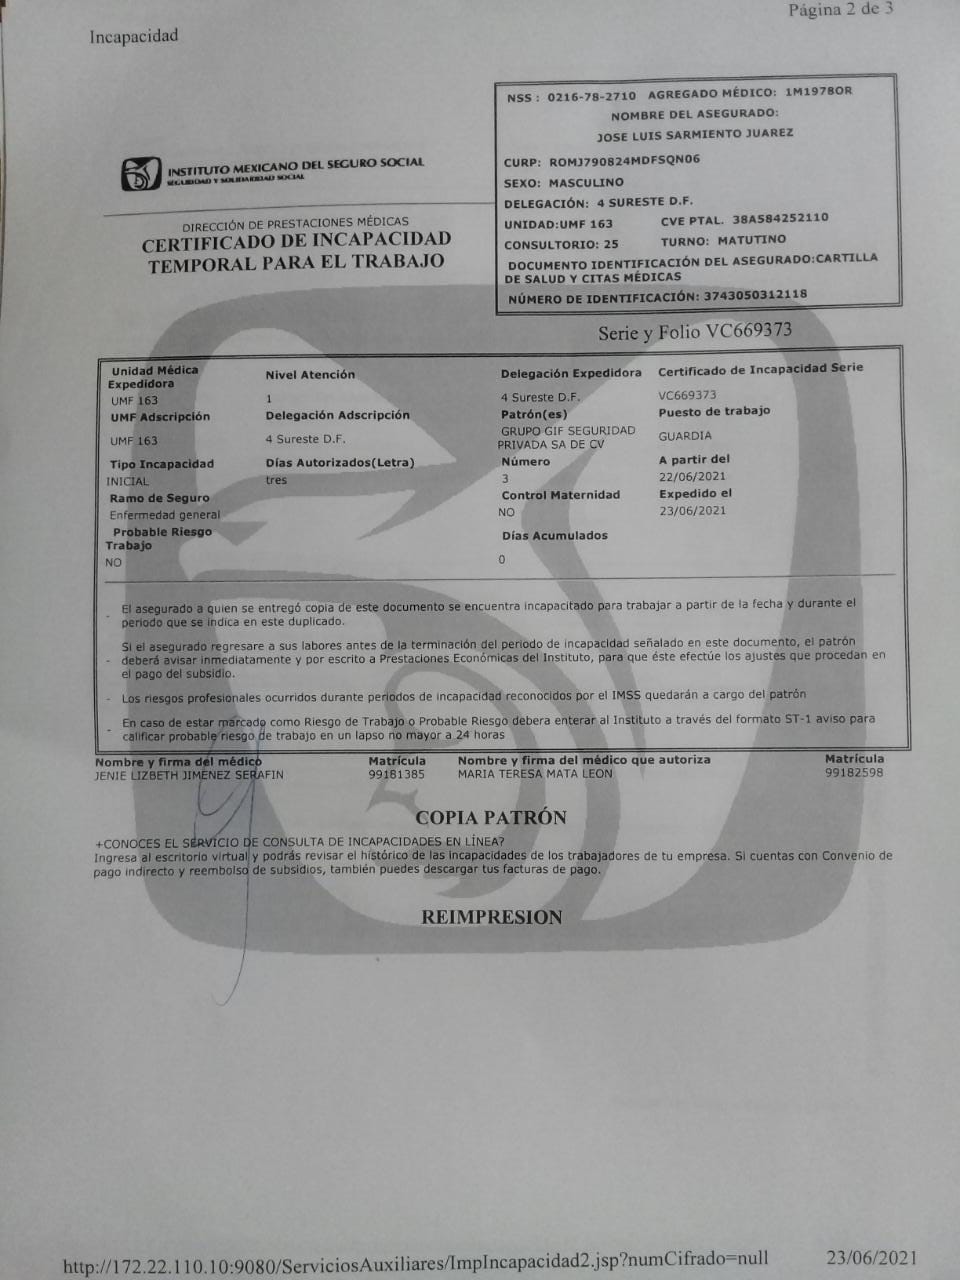 Página 2 de 3
Incapacidad
NSS : 0216-78-2710 AGREGADO MÉDICO: 1M1978OR
NOMBRE DEL ASEGURADO:
JOSE LUIS SARMIENTO JUAREZ
CURP: ROMJ790824MDFSQN06
SEXO: MASCULINO
DELEGACIÓN: 4 SURESTE D.F.
UNIDAD:UMF 163 CVE PTAL. 38A584252110
CONSULTORIO: 25 TURNO: MATUTINO
DOCUMENTO IDENTIFICACIÓN DEL ASEGURADO:CARTILLA
DE SALUD Y CITAS MÉDICAS
NÚMERO DE IDENTIFICACIÓN: 3743050312118
INSTITUTO MEXICANO DEL SEGURO SOCIAL
SEGURIDAD Y SOLIDARIDAD SOCIAL
DIRECCIÓN DE PRESTACIONES MÉDICAS
CERTIFICADO DE INCAPACIDAD
TEMPORAL PARA EL TRABAJO
Serie y Folio VC669373
Unidad Médica
Expedidora
Nivel Atención
Delegación Expedidora
Certificado de Incapacidad Serie
UMF 163
1
4 Sureste D.F.
VC669373
UMF Adscripción
Delegación Adscripción
Patrón(es)
Puesto de trabajo
UMF 163
4 Sureste D.F.
GRUPO GIF SEGURIDAD
PRIVADA SA DE CV
GUARDIA
Tipo Incapacidad
Días Autorizados(Letra)
Número
A partir del
INICIAL
tres
3
22/06/2021
Ramo de Seguro
Control Maternidad
Expedido el
Enfermedad general
NO
23/06/2021
Probable Riesgo
Trabajo
Días Acumulados
NO
0
- El asegurado a quien se entregó copia de este documento se encuentra incapacitado para trabajar a partir de la fecha y durante el
periodo que se indica en este duplicado.
Si el asegurado regresare a sus labores antes de la terminación del periodo de incapacidad señalado en este documento, el patrón
- deberá avisar inmediatamente y por escrito a Prestaciones Económicas del Instituto, para que éste efectúe los ajustes que procedan en
el pago del subsidio.
- Los riesgos profesionales ocurridos durante periodos de incapacidad reconocidos por el IMSS quedarán a cargo del patrón
- En caso de estar marcado como Riesgo de Trabajo o Probable Riesgo debera enterar al Instituto a través del formato ST-1 aviso para
calificar probable riesgo de trabajo en un lapso no mayor a 24 horas
Nombre y firma del médico Matrícula Nombre y firma del médico que autoriza Matrícula
JENIE LIZBETH JIMENEZ SERAFIN 99181385 MARIA TERESA MATA LEON 99182598
COPIA PATRÓN
+CONOCES EL SERVICIO DE CONSULTA DE INCAPACIDADES EN LÍNEA?
Ingresa al escritorio virtual y podrás revisar el histórico de las incapacidades de los trabajadores de tu empresa. Si cuentas con Convenio de
pago indirecto y reembolso de subsidios, también puedes descargar tus facturas de pago.
REIMPRESION
http://172.22.110.10:9080/ServiciosAuxiliares/ImpIncapacidad2.jsp?numCifrado=null 23/06/2021